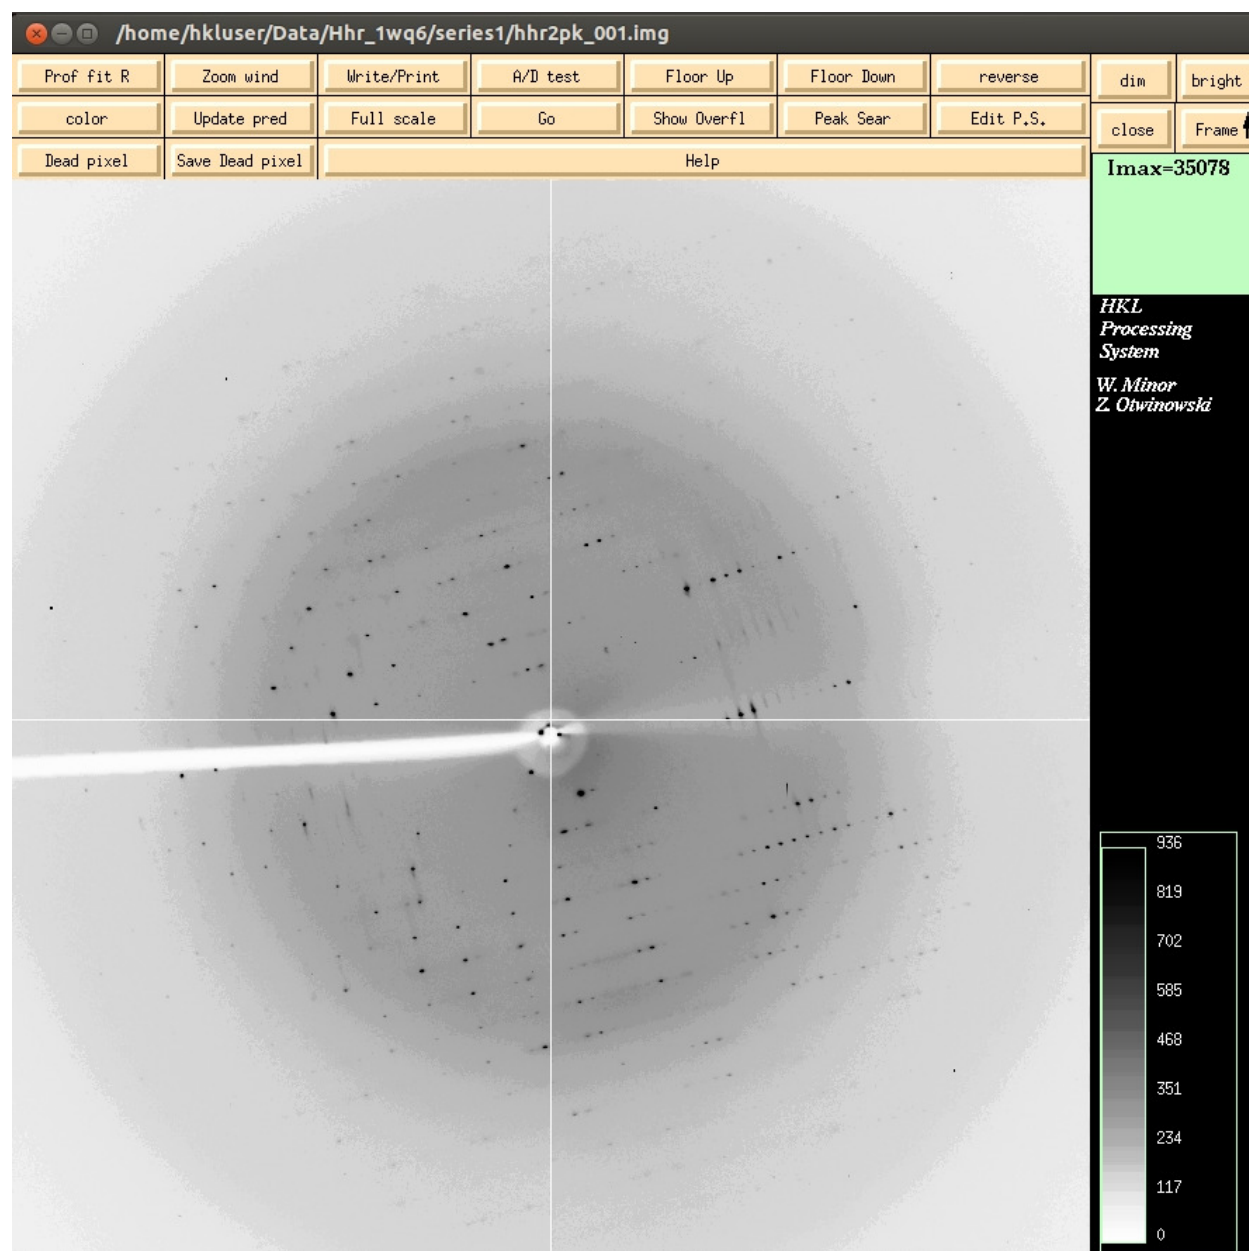 /home/hkluser/Data/Hhr_1wq6/series1/hhr2pk_001.img
Prof fit R
Zoom wind
Write/Print
A/D test
Floor Up
Floor Down
reverse
dim
bright
color
Update pred
Full scale
Go
Show Overfl
Peak Sear
Edit P.S.
close
Frame
Dead pixel
Save Dead pixel
Help
Imax=35078
HKL
Processing
System
W. Minor
Z. Otwinowski
936
819
702
585
468
351
234
117
0